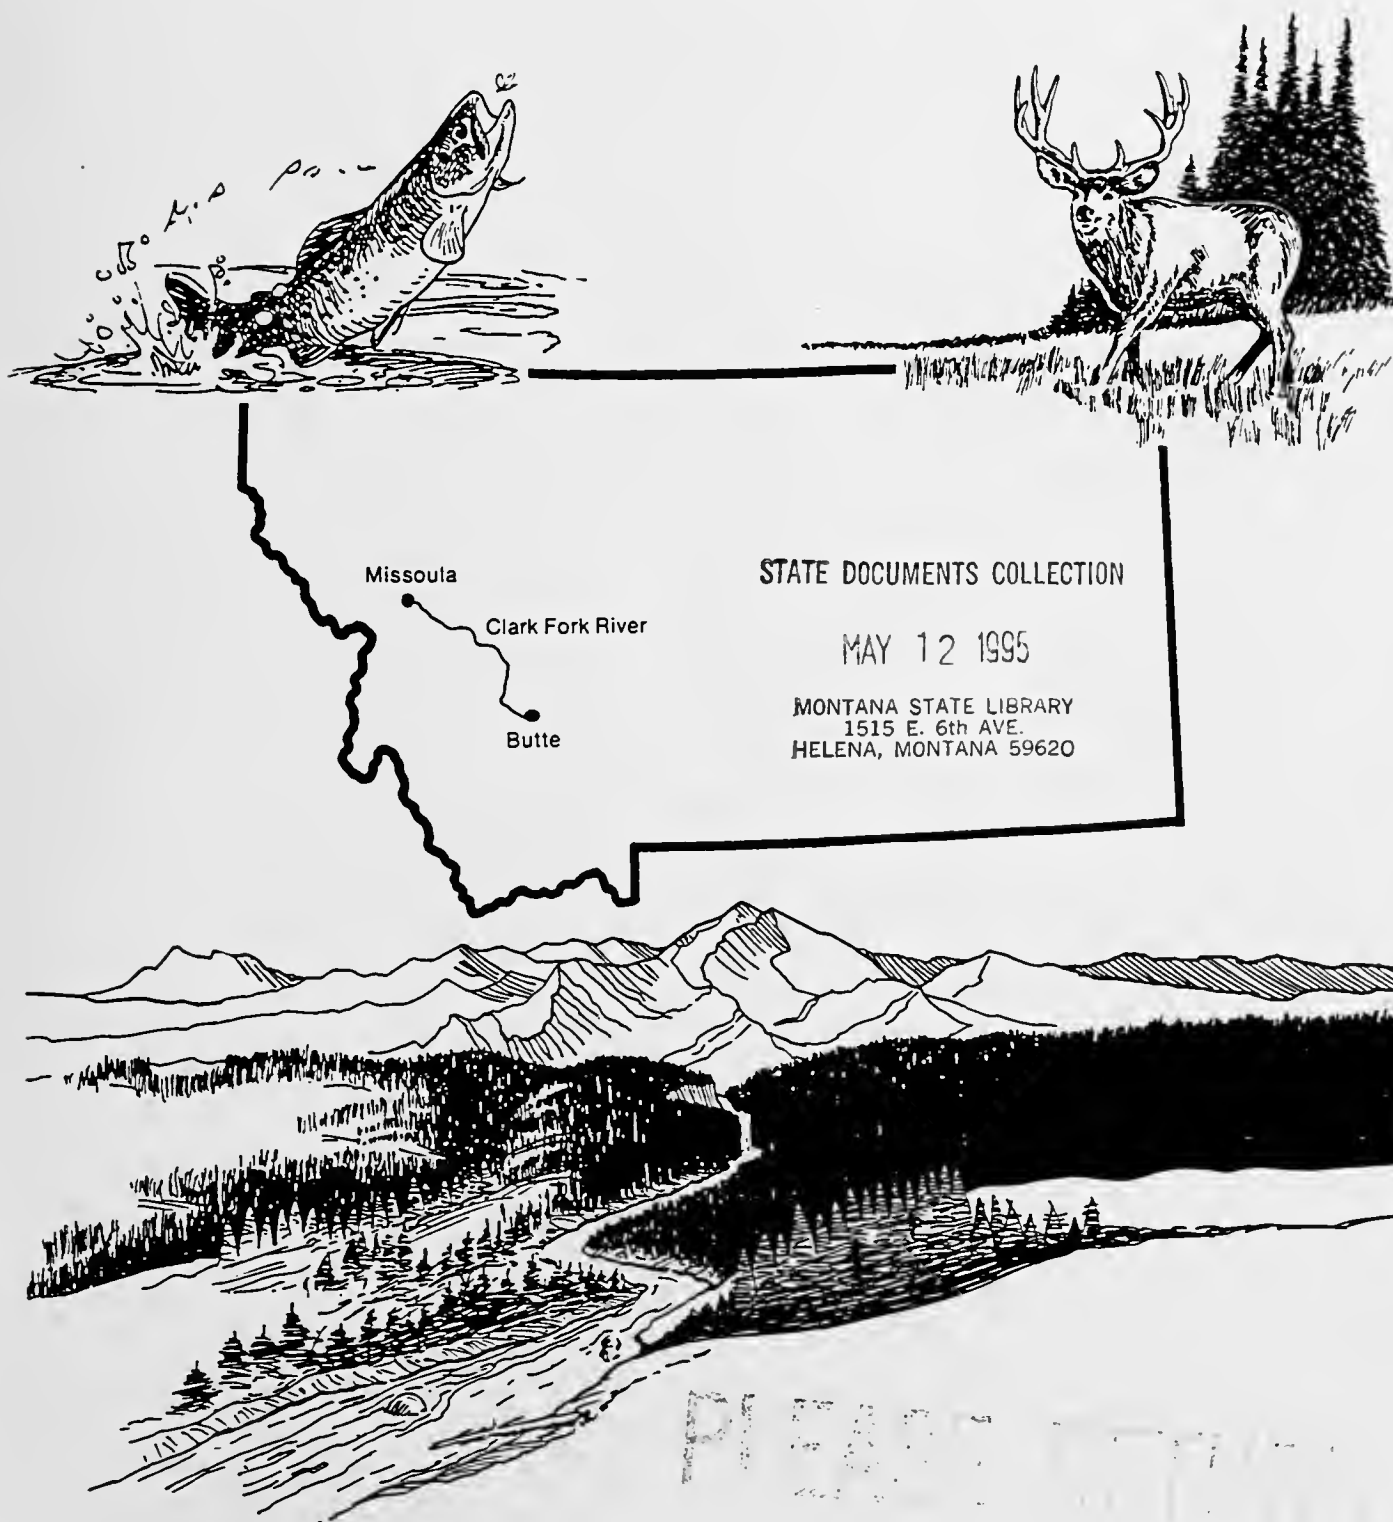 Missoula
Clark Fork River
Butte
STATE DOCUMENTS COLLECTION
MAY 12 1995
MONTANA STATE LIBRARY
1515 E. 6th AVE.
HELENA, MONTANA 59620
PLEASE